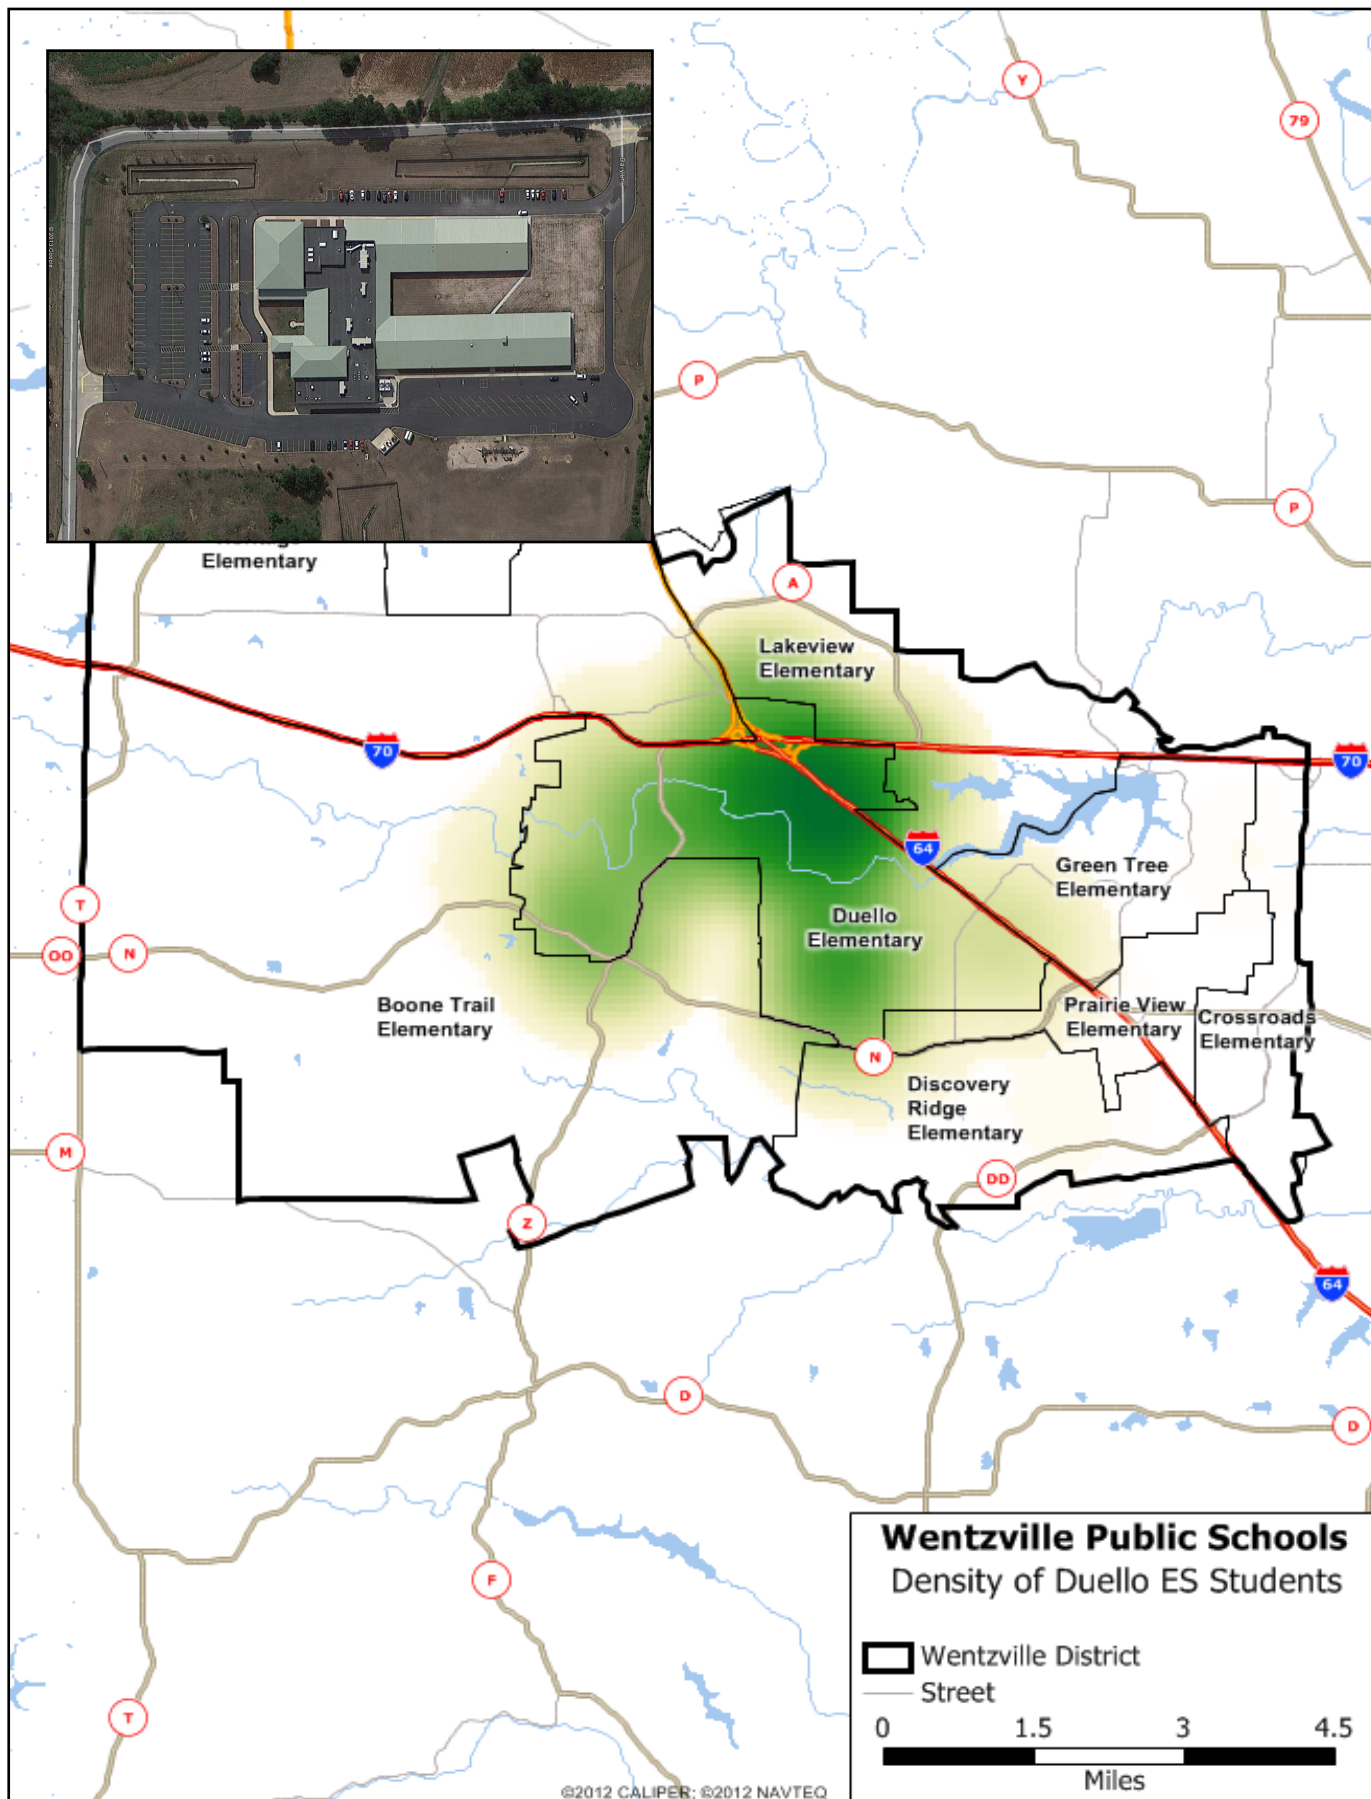 Y
79
P
P
Elementary
A
Lakeview
Elementary
70
70
64
Green Tree
Elementary
T
Duello
Elementary
OO
N
Boone Trail
Elementary
Prairie View
Elementary
Crossroads
Elementary
N
Discovery
Ridge
Elementary
M
DD
Z
64
D
D
F
T
Wentzville Public Schools
Density of Duello ES Students
Wentzville District
Street
0 1.5 3 4.5
Miles
©2012 CALIPER; ©2012 NAVTEQ